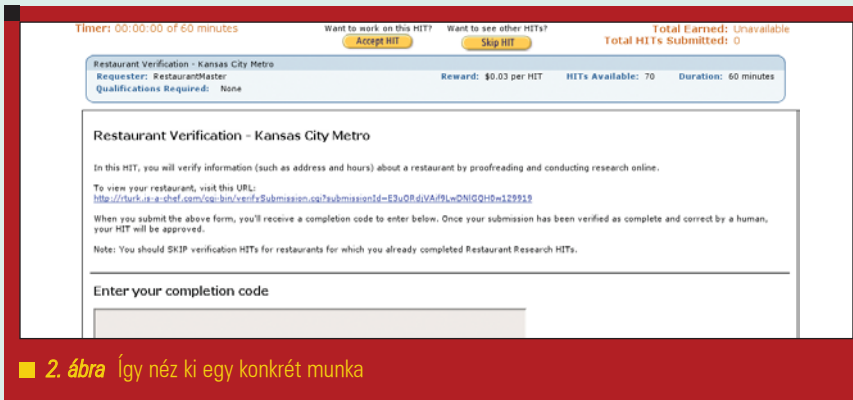 Timer: 00:00:00 of 60 minutes
Want to work on this HIT?
Accept HIT
Want to see other HITs?
Skip HIT
Total Earned: Unavailable
Total HITs Submitted: 0
Restaurant Verification - Kansas City Metro
Requester: RestaurantMaster
Reward: $0.03 per HIT
HITs Available: 70
Duration: 60 minutes
Qualifications Required: None
Restaurant Verification - Kansas City Metro
In this HIT, you will verify information (such as address and hours) about a restaurant by proofreading and conducting research online.
To view your restaurant, visit this URL:
When you submit the above form, you'll receive a completion code to enter below. Once your submission has been verified as complete and correct by a human,
your HIT will be approved.
Note: You should SKIP verification HITs for restaurants for which you already completed Restaurant Research HITs.
Enter your completion code
2. ábra Így néz ki egy konkrét munka